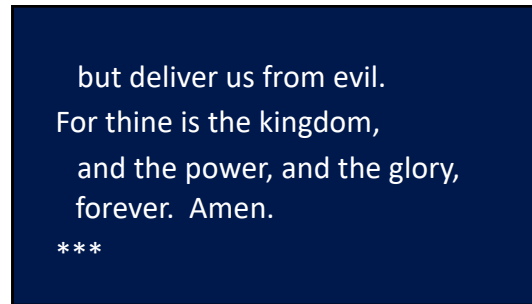 but deliver us from evil.
For thine is the kingdom,
and the power, and the glory,
forever.  Amen.
***